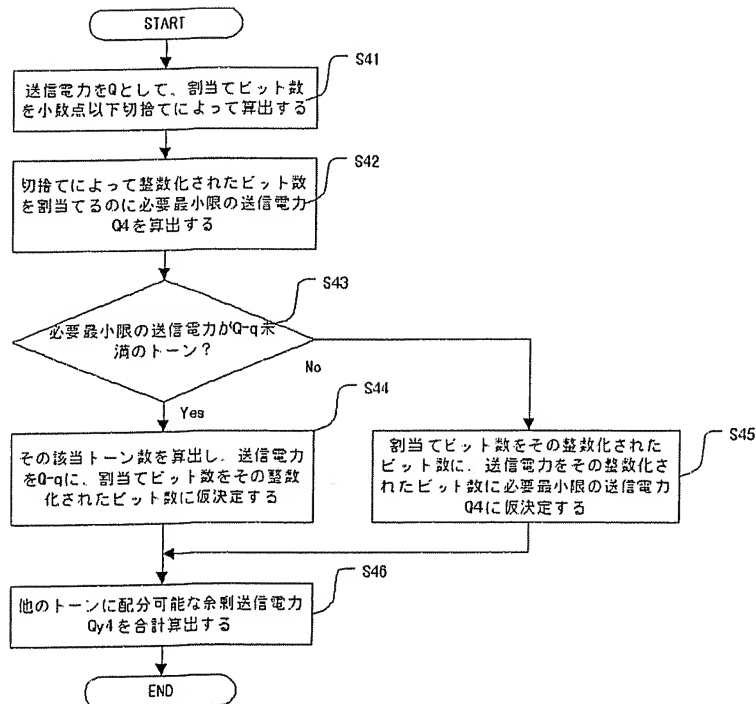 START
S41
送信電力をQとして、割当てビット数
を小数点以下切捨てによって算出する
S42
切捨てによって整数化されたビット数
を割当てるのに必要最小限の送信電力
Q4を算出する
S43
必要最小限の送信電力がQ-q未
満のトーン？
No
Yes
S44
その該当トーン数を算出し、送信電力
をQ-qに、割当てビット数をその整数
化されたビット数に仮決定する
S45
割当てビット数をその整数化された
ビット数に、送信電力をその整数化さ
れたビット数に必要最小限の送信電力
Q4に仮決定する
S46
他のトーンに配分可能な余剰送信電力
Qy4を合計算出する
END